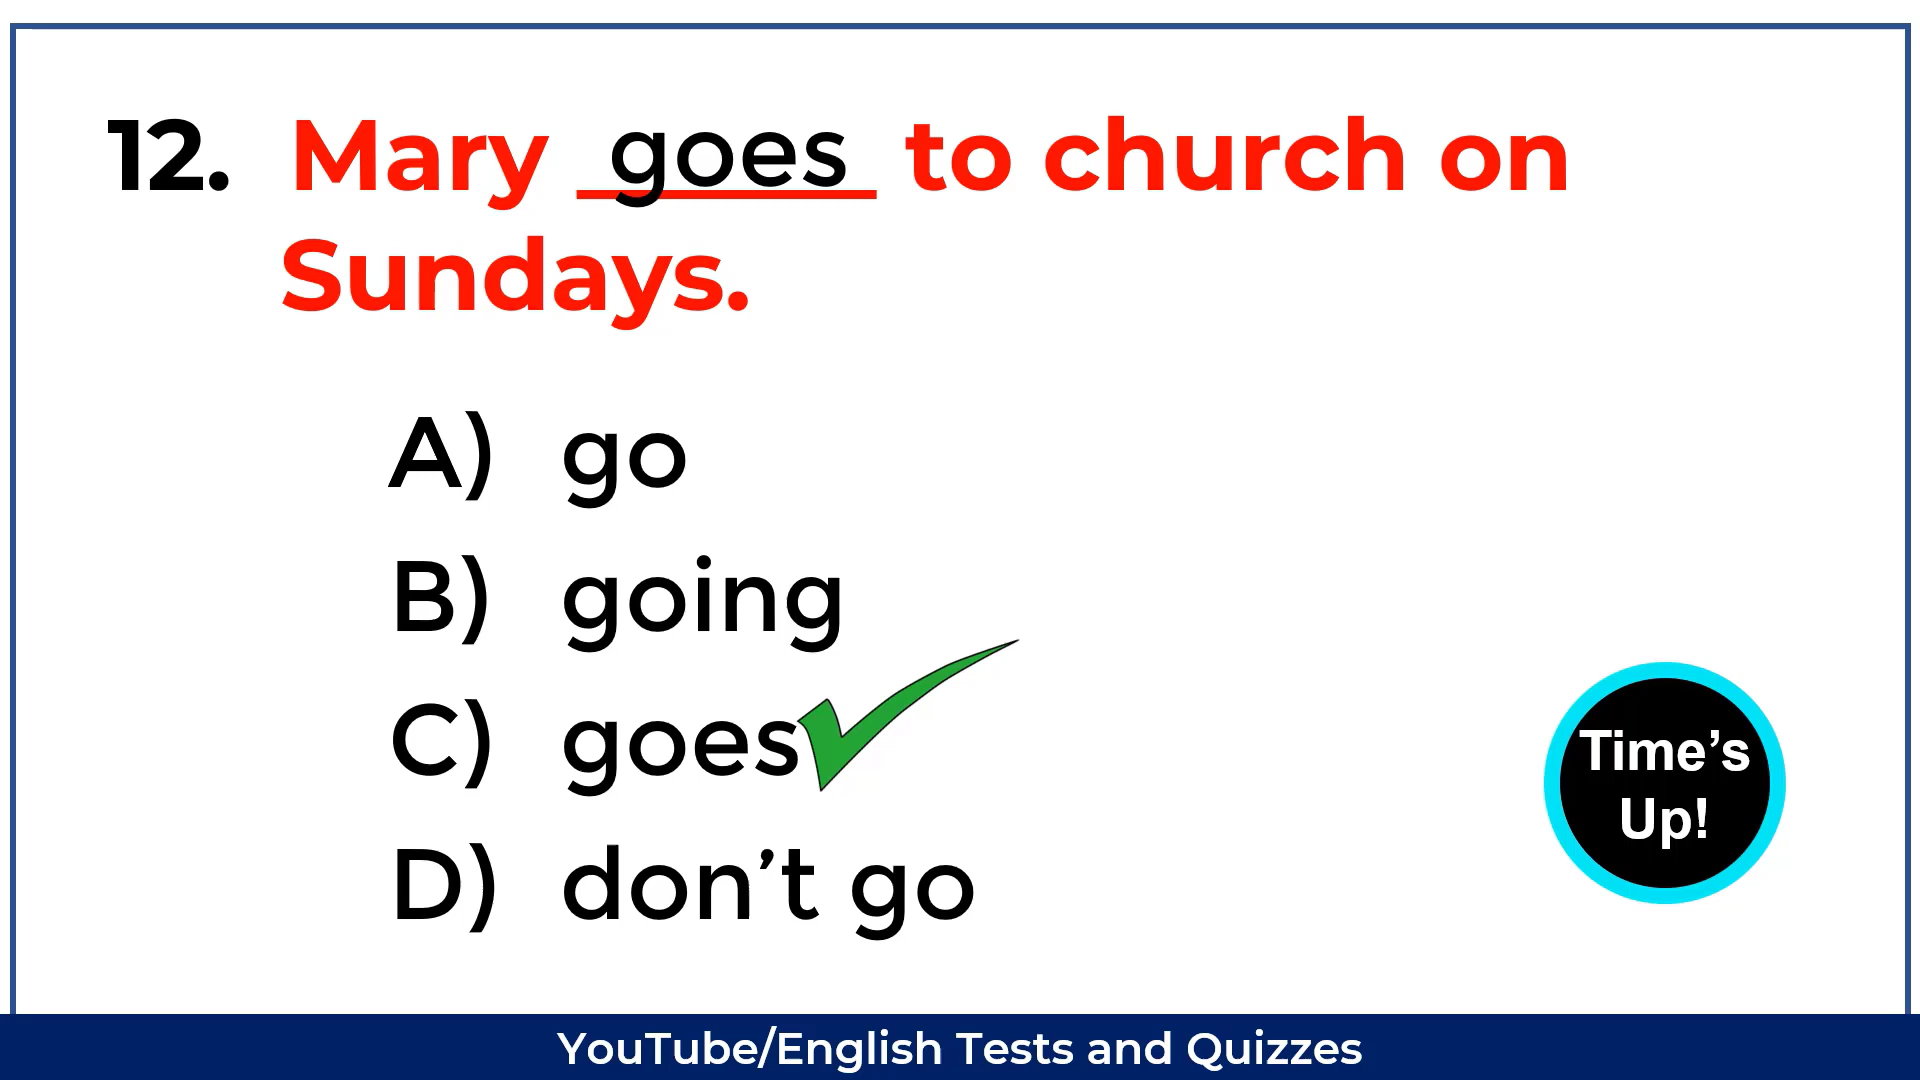 12. Mary goes to church on
Sundays.
A) go
B) going
C) goes
D) don’t go
Time’s
Up!
YouTube/English Tests and Quizzes